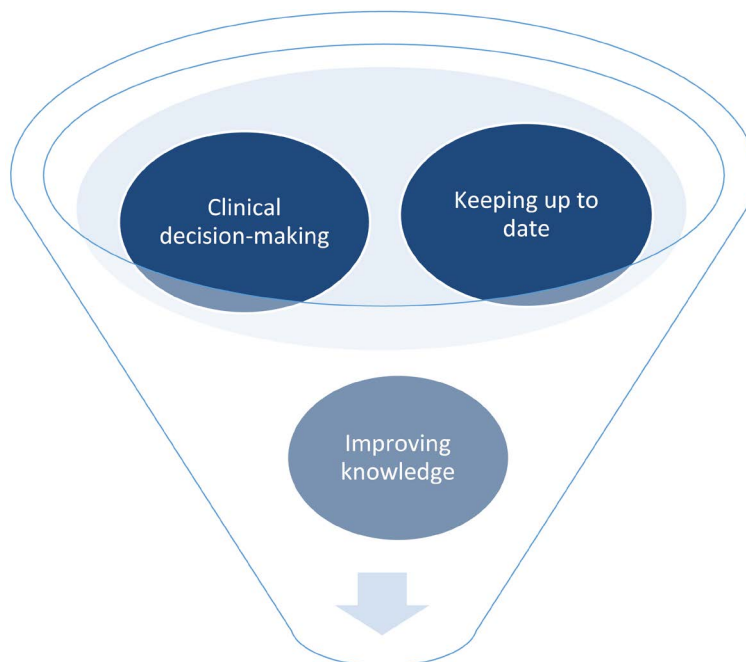 Clinical
decision-making
Keeping up to
date
Improving
knowledge